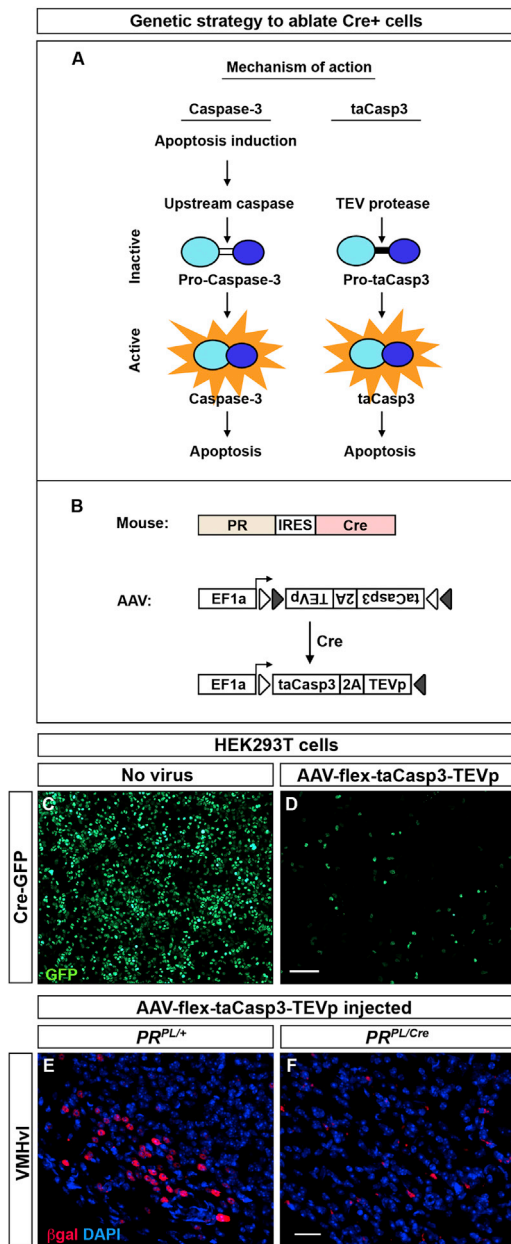 Genetic strategy to ablate Cre+ cells
A
Mechanism of action
Caspase-3 taCasp3
Apoptosis induction
Upstream caspase TEV protease
Inactive
Pro-Caspase-3 Pro-taCasp3
Active
Caspase-3 taCasp3
Apoptosis Apoptosis
B
Mouse: PR IRES Cre
AAV: EF1a TEVp 2A taCasp3
Cre
EF1a taCasp3 2A TEVp
HEK293T cells
No virus AAV-flex-taCasp3-TEVp
Cre-GFP
C D
GFP
AAV-flex-taCasp3-TEVp injected
PR^PL/+ PR^PL/Cre
VMHvl
E F
βgal DAPI